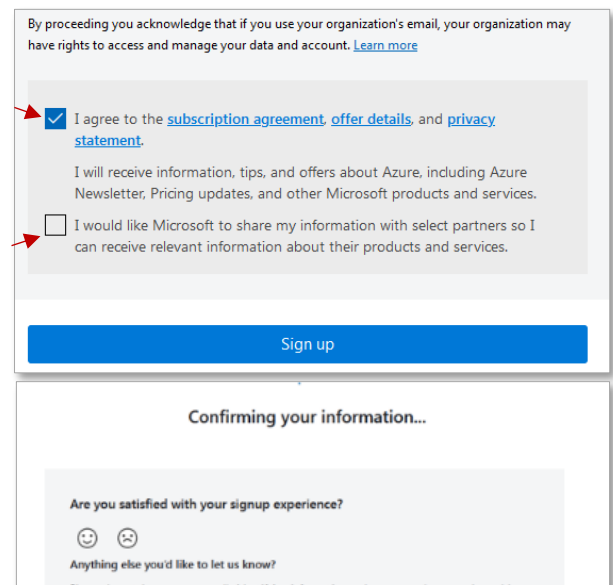 By proceeding you acknowledge that if you use your organization's email, your organization may
have rights to access and manage your data and account. Learn more
I agree to the subscription agreement, offer details, and privacy
statement.
I will receive information, tips, and offers about Azure, including Azure
Newsletter, Pricing updates, and other Microsoft products and services.
I would like Microsoft to share my information with select partners so I
can receive relevant information about their products and services.
Sign up
Confirming your information...
Are you satisfied with your signup experience?
Anything else you'd like to let us know?